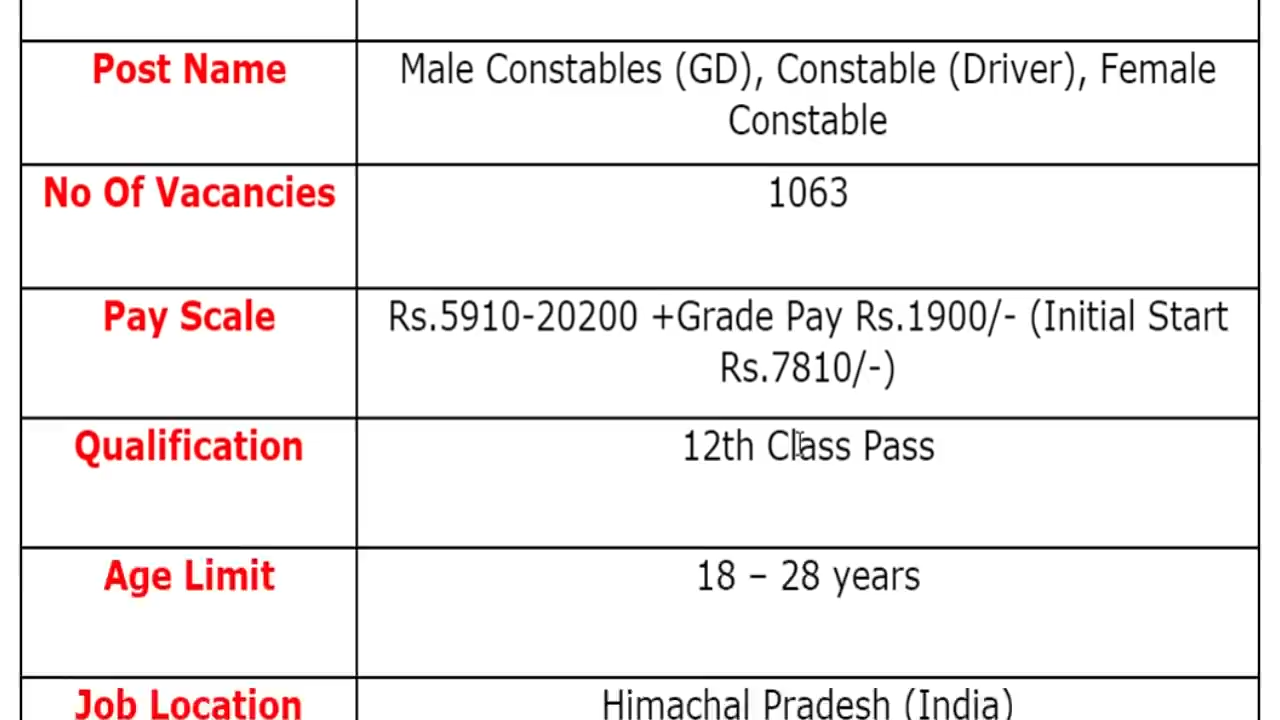 Post Name
Male Constables (GD), Constable (Driver), Female
Constable
No Of Vacancies
1063
Pay Scale
Rs.5910-20200 +Grade Pay Rs.1900/- (Initial Start
Rs.7810/-)
Qualification
12th Class Pass
Age Limit
18 – 28 years
Job Location
Himachal Pradesh (India)